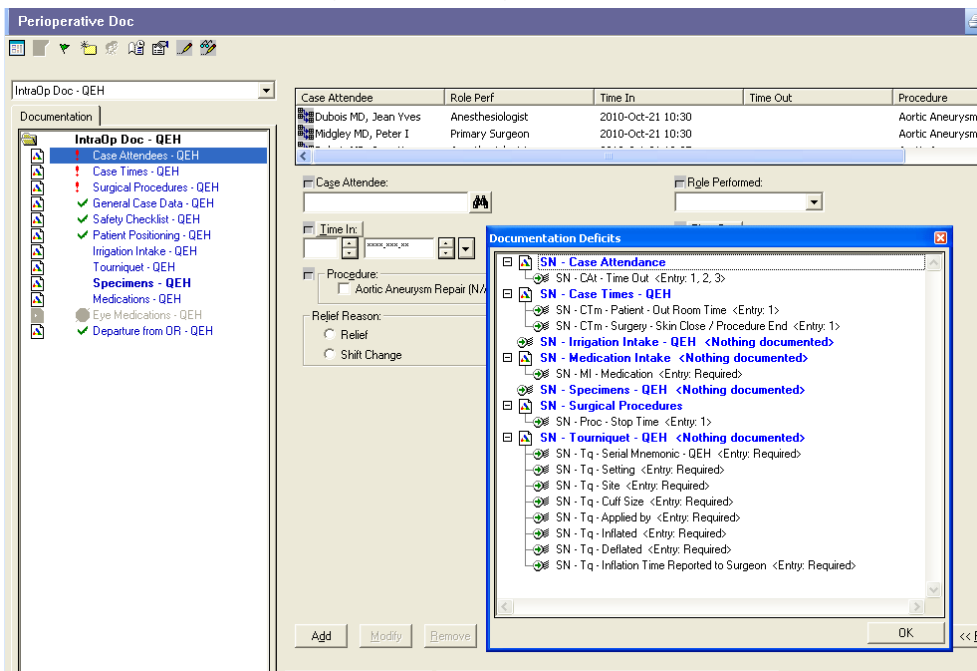 Perioperative Doc
IntraOp Doc - QEH
Documentation
IntraOp Doc - QEH
Case Attendees - QEH
Case Times - QEH
Surgical Procedures - QEH
General Case Data - QEH
Safety Checklist - QEH
Patient Positioning - QEH
Irrigation Intake - QEH
Tourniquet - QEH
Specimens - QEH
Medications - QEH
Eye Medications - QEH
Departure from OR - QEH
Case Attendee Role Perf Time In Time Out Procedure
Dubois MD, Jean Yves Anesthesiologist 2010-Oct-21 10:30 Aortic Aneurysm
Midgley MD, Peter I Primary Surgeon 2010-Oct-21 10:30 Aortic Aneurysm
Case Attendee: Role Performed:
Time In:
xxxx,xxx,xx
Procedure:
Aortic Aneurysm Repair (N/
Relief Reason:
Relief
Shift Change
Documentation Deficits
SN - Case Attendance
SN - CAt - Time Out <Entry: 1, 2, 3>
SN - Case Times - QEH
SN - CTm - Patient - Out Room Time <Entry: 1>
SN - CTm - Surgery - Skin Close / Procedure End <Entry: 1>
SN - Irrigation Intake - QEH <Nothing documented>
SN - Medication Intake <Nothing documented>
SN - MI - Medication <Entry: Required>
SN - Specimens - QEH <Nothing documented>
SN - Surgical Procedures
SN - Proc - Stop Time <Entry: 1>
SN - Tourniquet - QEH <Nothing documented>
SN - Tq - Serial Mnemonic - QEH <Entry: Required>
SN - Tq - Setting <Entry: Required>
SN - Tq - Site <Entry: Required>
SN - Tq - Cuff Size <Entry: Required>
SN - Tq - Applied by <Entry: Required>
SN - Tq - Inflated <Entry: Required>
SN - Tq - Deflated <Entry: Required>
SN - Tq - Inflation Time Reported to Surgeon <Entry: Required>
OK
Add Modify Remove <<